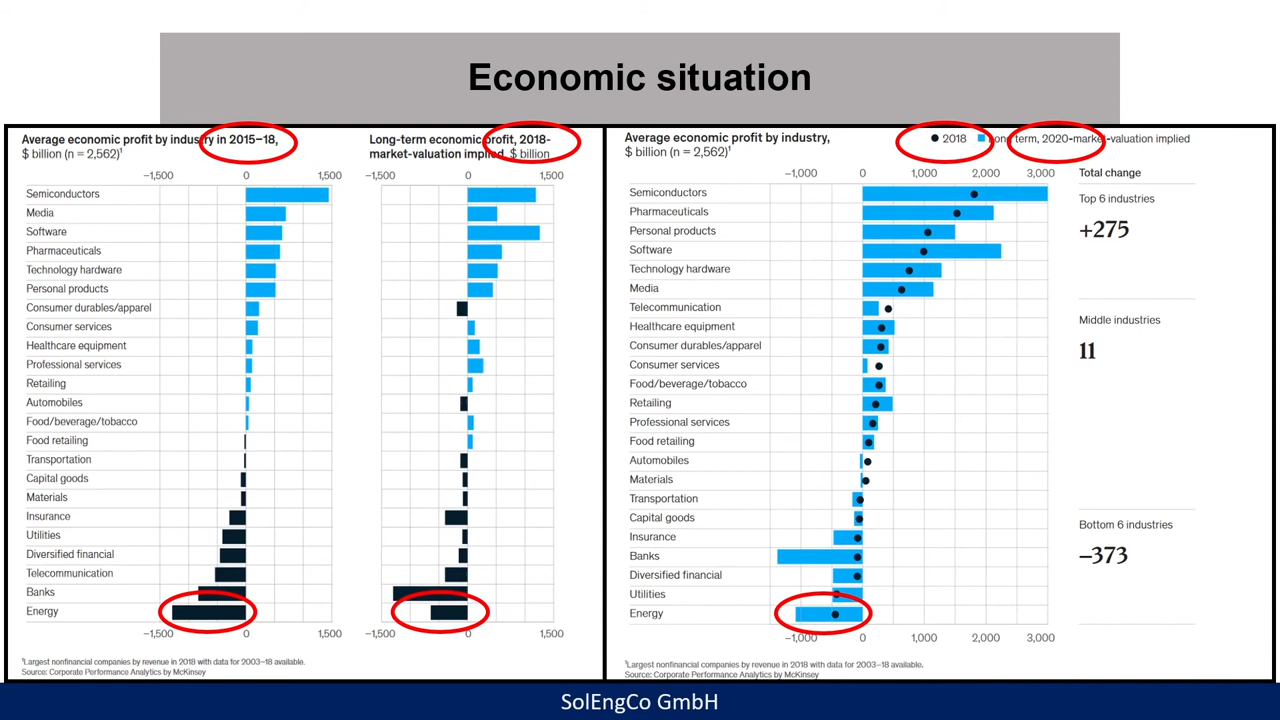 Economic situation
Average economic profit by industry in 2015–18,
$ billion (n = 2,562)¹
−1,500 0 1,500
Semiconductors
Media
Software
Pharmaceuticals
Technology hardware
Personal products
Consumer durables/apparel
Consumer services
Healthcare equipment
Professional services
Retailing
Automobiles
Food/beverage/tobacco
Food retailing
Transportation
Capital goods
Materials
Insurance
Utilities
Diversified financial
Telecommunication
Banks
Energy
−1,500 0 1,500
Long-term economic profit, 2018-
market-valuation implied, $ billion
−1,500 0 1,500
−1,500 0 1,500
¹Largest nonfinancial companies by revenue in 2018 with data for 2003–18 available.
Source: Corporate Performance Analytics by McKinsey
Average economic profit by industry,
$ billion (n = 2,562)¹
2018 Long term, 2020-market-valuation implied
−1,000 0 1,000 2,000 3,000
Semiconductors
Pharmaceuticals
Personal products
Software
Technology hardware
Media
Telecommunication
Healthcare equipment
Consumer durables/apparel
Consumer services
Food/beverage/tobacco
Retailing
Professional services
Food retailing
Automobiles
Materials
Transportation
Capital goods
Insurance
Banks
Diversified financial
Utilities
Energy
−1,000 0 1,000 2,000 3,000
Total change
Top 6 industries
+275
Middle industries
11
Bottom 6 industries
−373
¹Largest nonfinancial companies by revenue in 2018 with data for 2003–18 available.
Source: Corporate Performance Analytics by McKinsey
SolEngCo GmbH